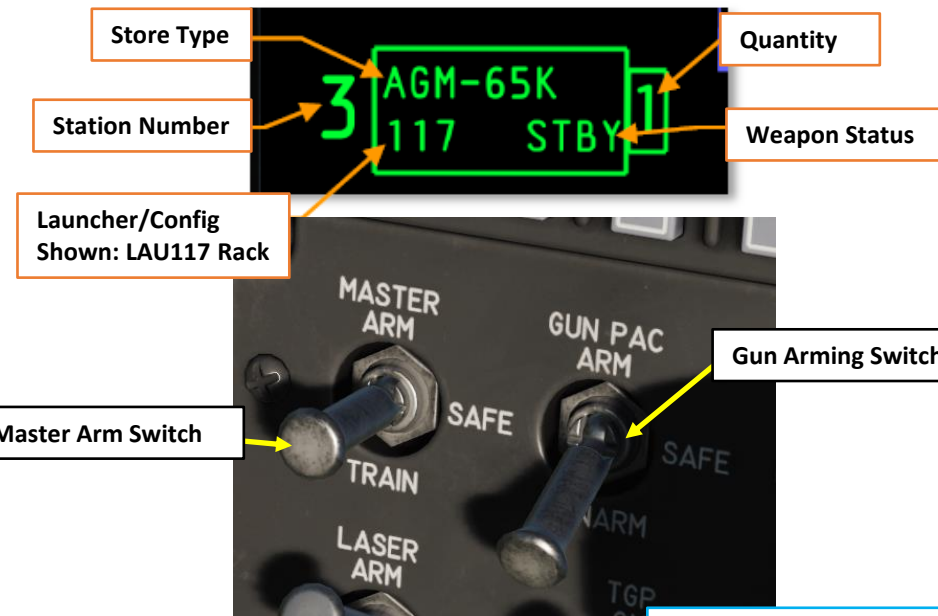 Store Type
Quantity
AGM-65K
3
1
117 STBY
Station Number
Weapon Status
Launcher/Config
Shown: LAU117 Rack
MASTER
ARM
GUN PAC
ARM
Gun Arming Switch
SAFE
SAFE
Master Arm Switch
TRAIN
NARM
LASER
ARM
TGP